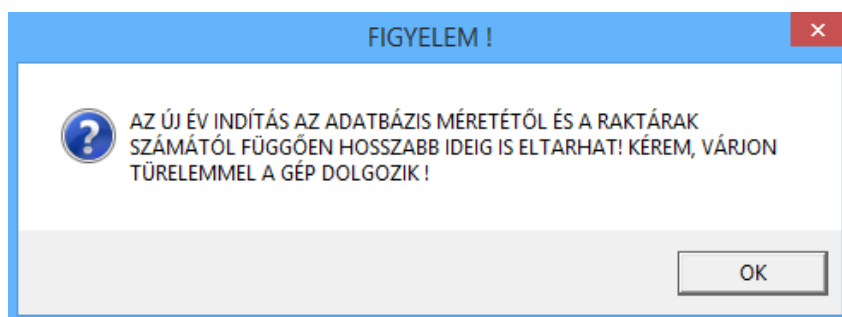 FIGYELEM !
AZ ÚJ ÉV INDÍTÁS AZ ADATBÁZIS MÉRETÉTŐL ÉS A RAKTÁRAK
SZÁMÁTÓL FÜGGŐEN HOSSZABB IDEIG IS ELTARHAT! KÉREM, VÁRJON
TÜRELEMMEL A GÉP DOLGOZIK !
OK